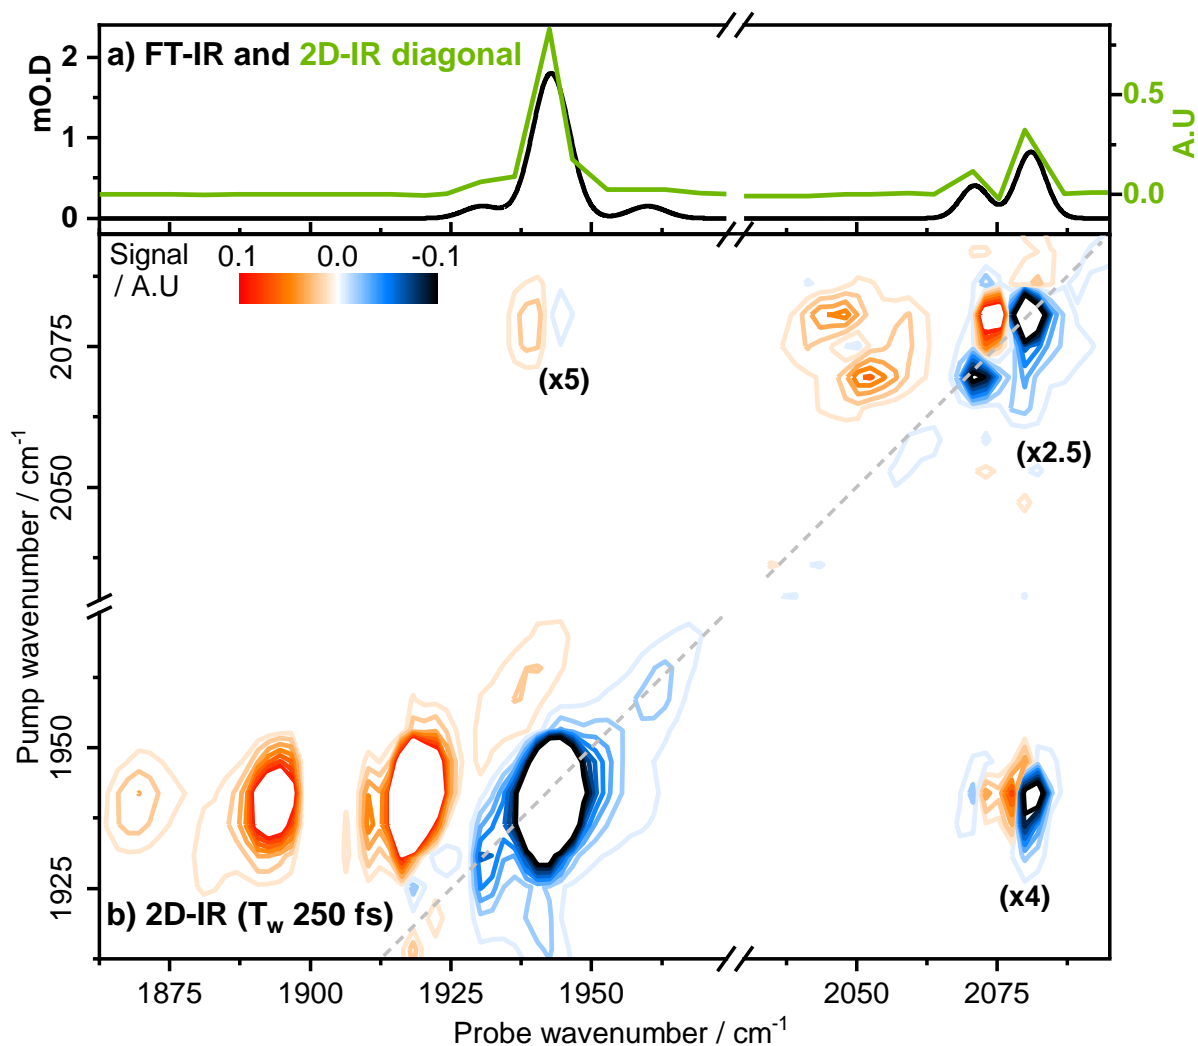 a) FT-IR and 2D-IR diagonal
mO.D
2
1
0
0.5
0.0
A.U
Signal
/ A.U
0.1 0.0 -0.1
(x5)
(x2.5)
(x4)
b) 2D-IR (Tw 250 fs)
Pump wavenumber / cm-1
2075
2050
1950
1925
1875 1900 1925 1950 2050 2075
Probe wavenumber / cm-1